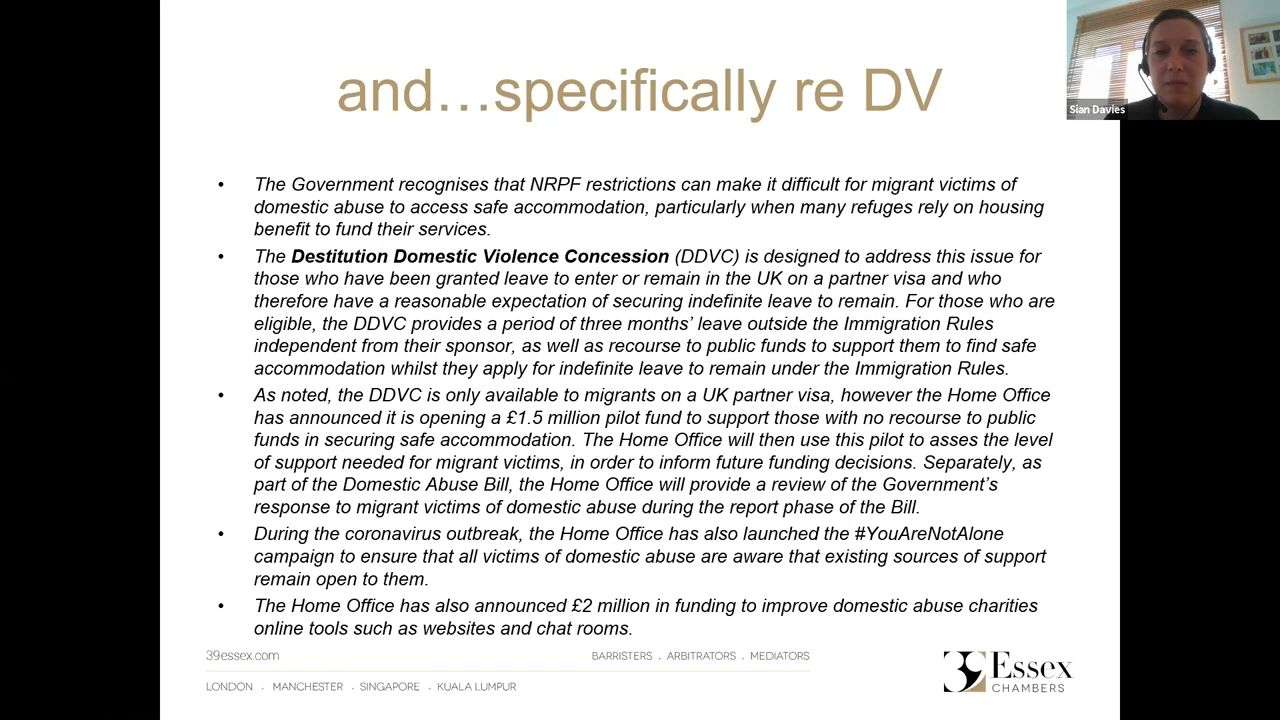 and…specifically re DV
Sian Davies
• The Government recognises that NRPF restrictions can make it difficult for migrant victims of
domestic abuse to access safe accommodation, particularly when many refuges rely on housing
benefit to fund their services.
• The Destitution Domestic Violence Concession (DDVC) is designed to address this issue for
those who have been granted leave to enter or remain in the UK on a partner visa and who
therefore have a reasonable expectation of securing indefinite leave to remain. For those who are
eligible, the DDVC provides a period of three months’ leave outside the Immigration Rules
independent from their sponsor, as well as recourse to public funds to support them to find safe
accommodation whilst they apply for indefinite leave to remain under the Immigration Rules.
• As noted, the DDVC is only available to migrants on a UK partner visa, however the Home Office
has announced it is opening a £1.5 million pilot fund to support those with no recourse to public
funds in securing safe accommodation. The Home Office will then use this pilot to asses the level
of support needed for migrant victims, in order to inform future funding decisions. Separately, as
part of the Domestic Abuse Bill, the Home Office will provide a review of the Government’s
response to migrant victims of domestic abuse during the report phase of the Bill.
• During the coronavirus outbreak, the Home Office has also launched the #YouAreNotAlone
campaign to ensure that all victims of domestic abuse are aware that existing sources of support
remain open to them.
• The Home Office has also announced £2 million in funding to improve domestic abuse charities
online tools such as websites and chat rooms.
39essex.com
BARRISTERS . ARBITRATORS . MEDIATORS
LONDON . MANCHESTER . SINGAPORE . KUALA LUMPUR
39 Essex
CHAMBERS